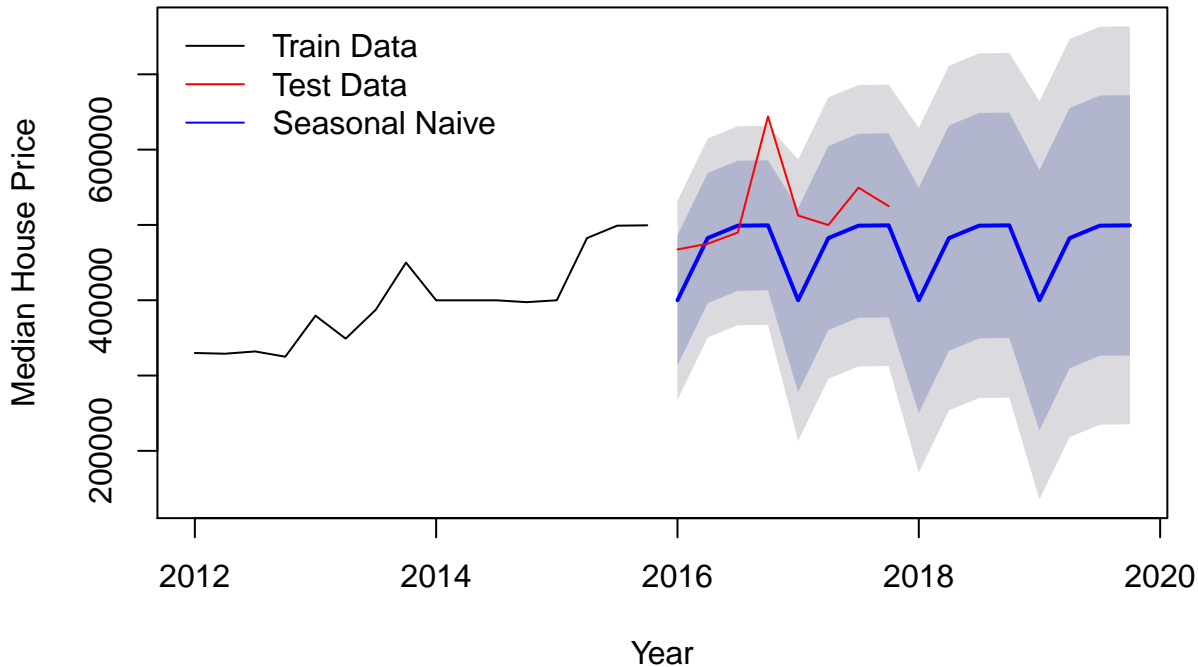 Train Data
Test Data
Seasonal Naive
Median House Price
600000
400000
200000
2012 2014 2016 2018 2020
Year